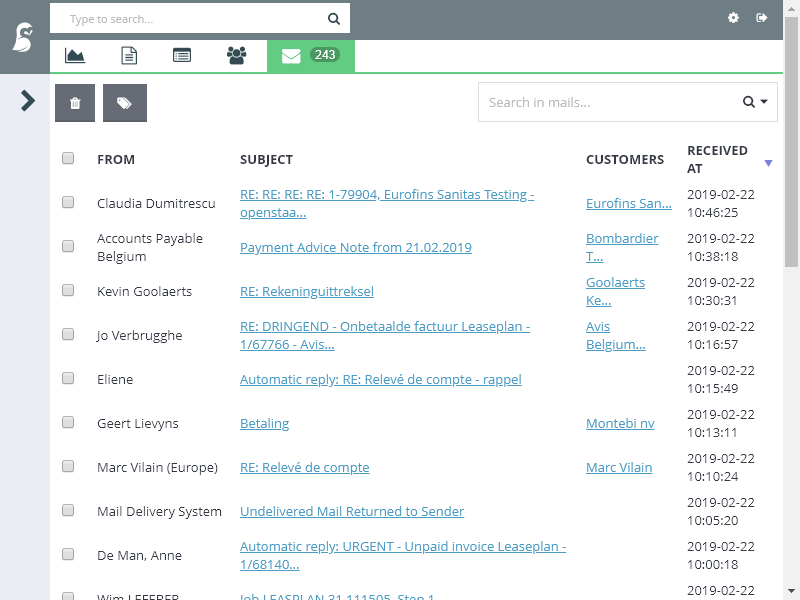 Type to search...
243
Search in mails...
FROM SUBJECT CUSTOMERS RECEIVED AT
Claudia Dumitrescu RE: RE: RE: RE: 1-79904, Eurofins Sanitas Testing - openstaa... Eurofins San... 2019-02-22 10:46:25
Accounts Payable Belgium Payment Advice Note from 21.02.2019 Bombardier T... 2019-02-22 10:38:18
Kevin Goolaerts RE: Rekeninguittreksel Goolaerts Ke... 2019-02-22 10:30:31
Jo Verbrugghe RE: DRINGEND - Onbetaalde factuur Leaseplan - 1/67766 - Avis... Avis Belgium... 2019-02-22 10:16:57
Eliene Automatic reply: RE: Relevé de compte - rappel 2019-02-22 10:15:49
Geert Lievyns Betaling Montebi nv 2019-02-22 10:13:11
Marc Vilain (Europe) RE: Relevé de compte Marc Vilain 2019-02-22 10:10:24
Mail Delivery System Undelivered Mail Returned to Sender 2019-02-22 10:05:20
De Man, Anne Automatic reply: URGENT - Unpaid invoice Leaseplan - 1/68140... 2019-02-22 10:00:18
Wim LEFERER Job LEASPLAN 31 111505, Step 1 2019-02-22